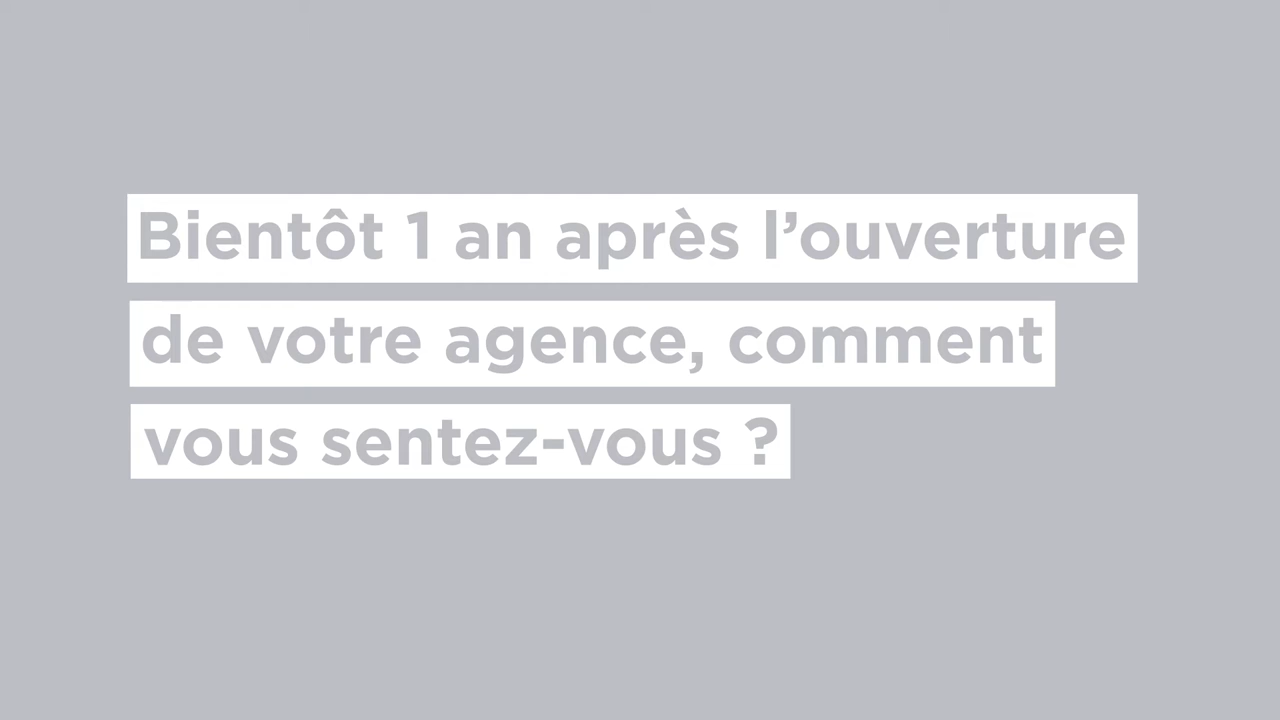 Bientôt 1 an après l’ouverture
de votre agence, comment
vous sentez-vous ?